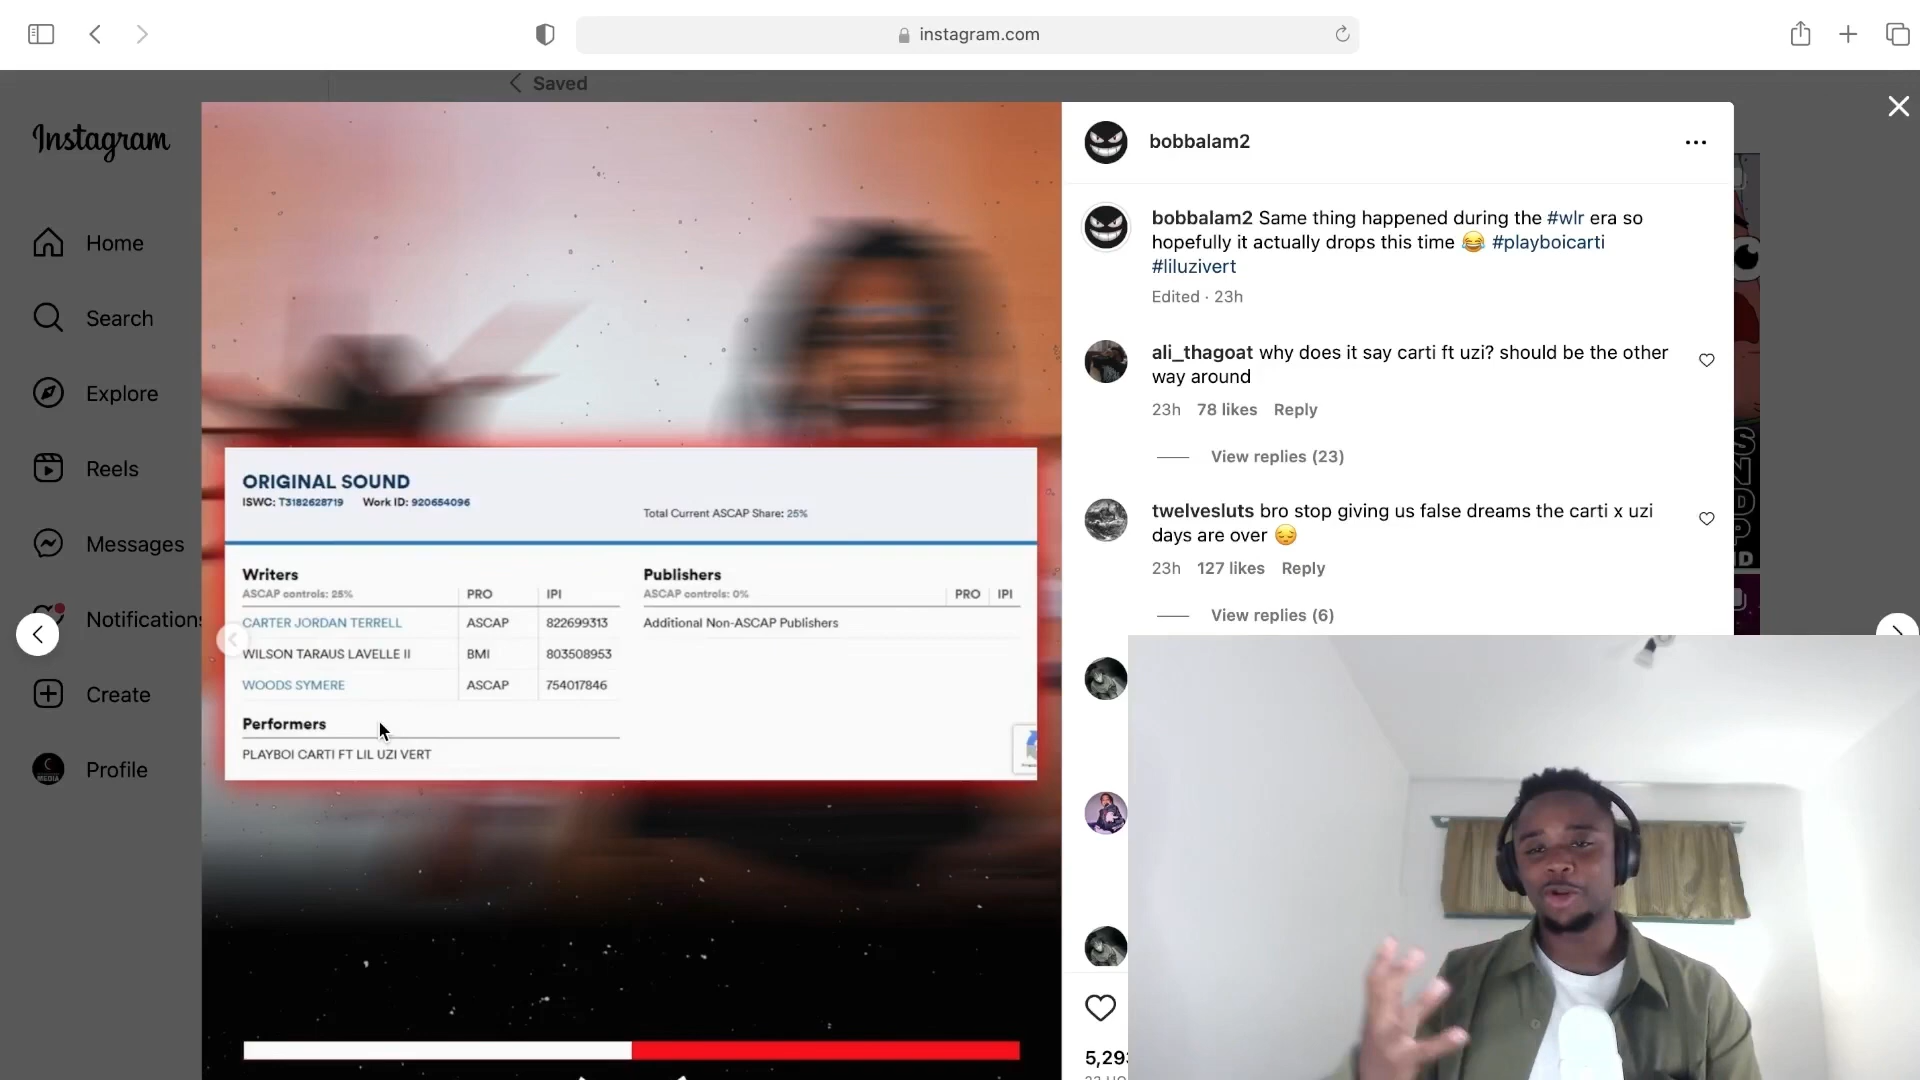 instagram.com
Saved
Instagram
Home
Search
Explore
Reels
Messages
Notifications
Create
Profile
ORIGINAL SOUND
ISWC: T3182628719 Work ID: 920654096
Total Current ASCAP Share: 25%
Writers
ASCAP controls: 25% PRO IPI
CARTER JORDAN TERRELL ASCAP 822699313
WILSON TARAUS LAVELLE II BMI 803508953
WOODS SYMERE ASCAP 754017846
Performers
PLAYBOI CARTI FT LIL UZI VERT
Publishers
ASCAP controls: 0% PRO IPI
Additional Non-ASCAP Publishers
bobbalam2
bobbalam2 Same thing happened during the #wlr era so
hopefully it actually drops this time 😂 #playboicarti
#liluzivert
Edited · 23h
ali_thagoat why does it say carti ft uzi? should be the other
way around
23h 78 likes Reply
View replies (23)
twelvesluts bro stop giving us false dreams the carti x uzi
days are over 😔
23h 127 likes Reply
View replies (6)